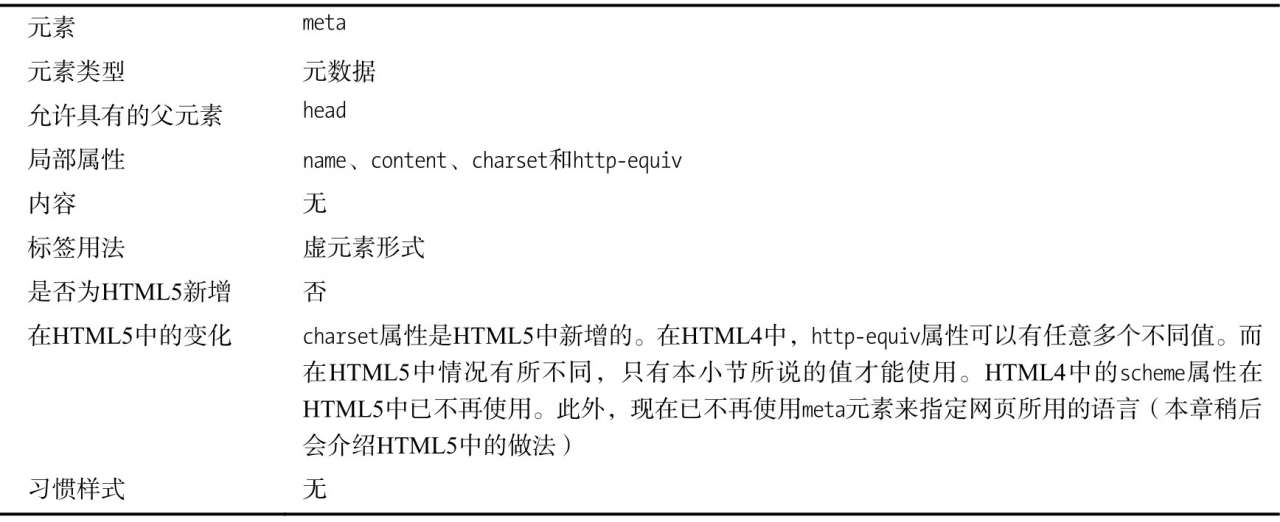 元素 meta
元素类型 元数据
允许具有的父元素 head
局部属性 name、content、charset和http-equiv
内容 无
标签用法 虚元素形式
是否为HTML5新增 否
在HTML5中的变化 charset属性是HTML5中新增的。在HTML4中，http-equiv属性可以有任意多个不同值。而
在HTML5中情况有所不同，只有本小节所说的值才能使用。HTML4中的scheme属性在
HTML5中已不再使用。此外，现在已不再使用meta元素来指定网页所用的语言（本章稍后
会介绍HTML5中的做法）
习惯样式 无